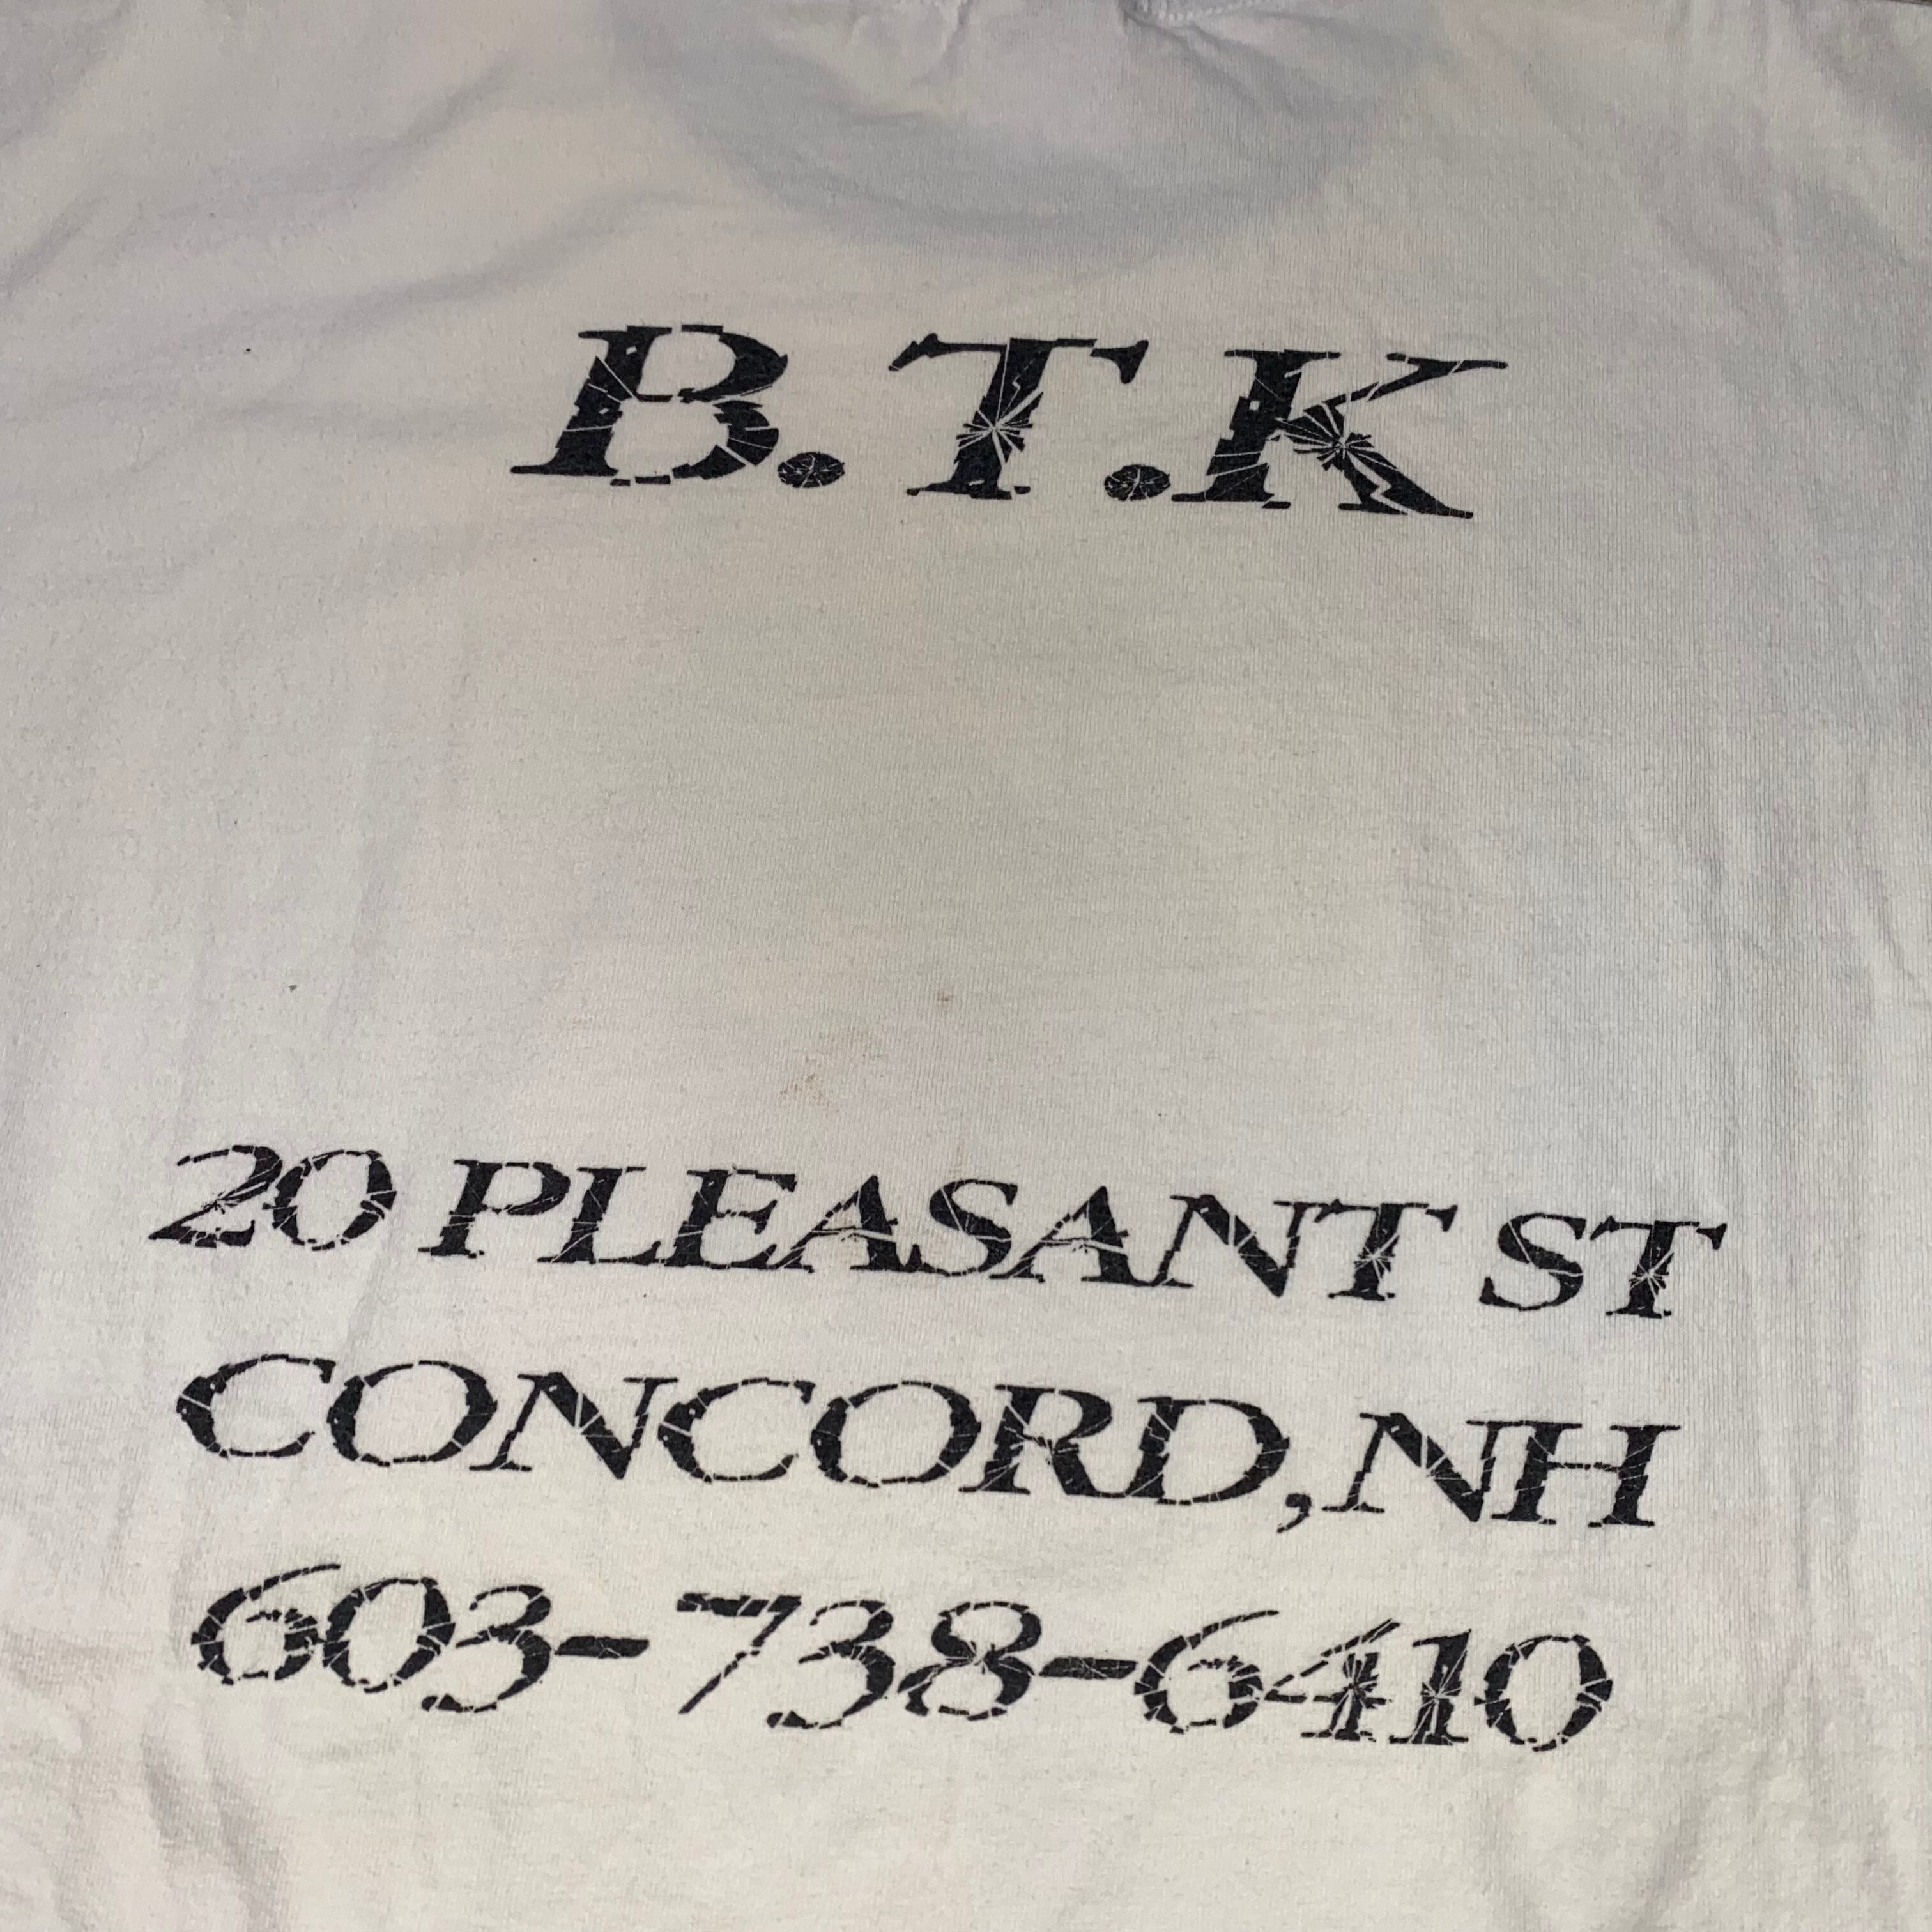 B.T.K
20 PLEASANT ST
CONCORD, NH
603-738-6410